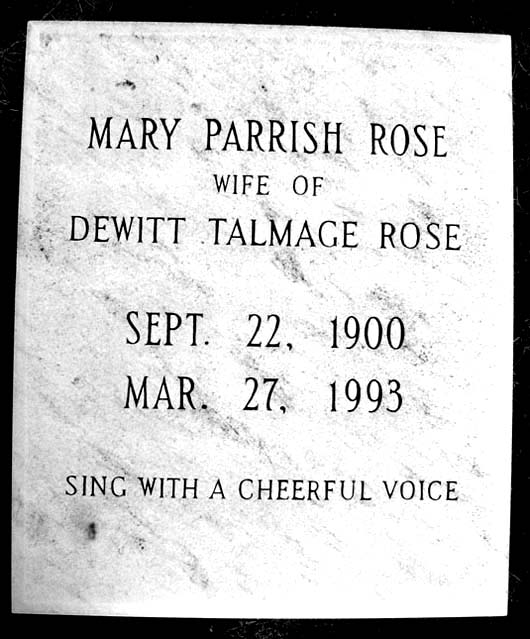 MARY PARRISH ROSE
WIFE OF
DEWITT TALMAGE ROSE
SEPT. 22, 1900
MAR. 27, 1993
SING WITH A CHEERFUL VOICE